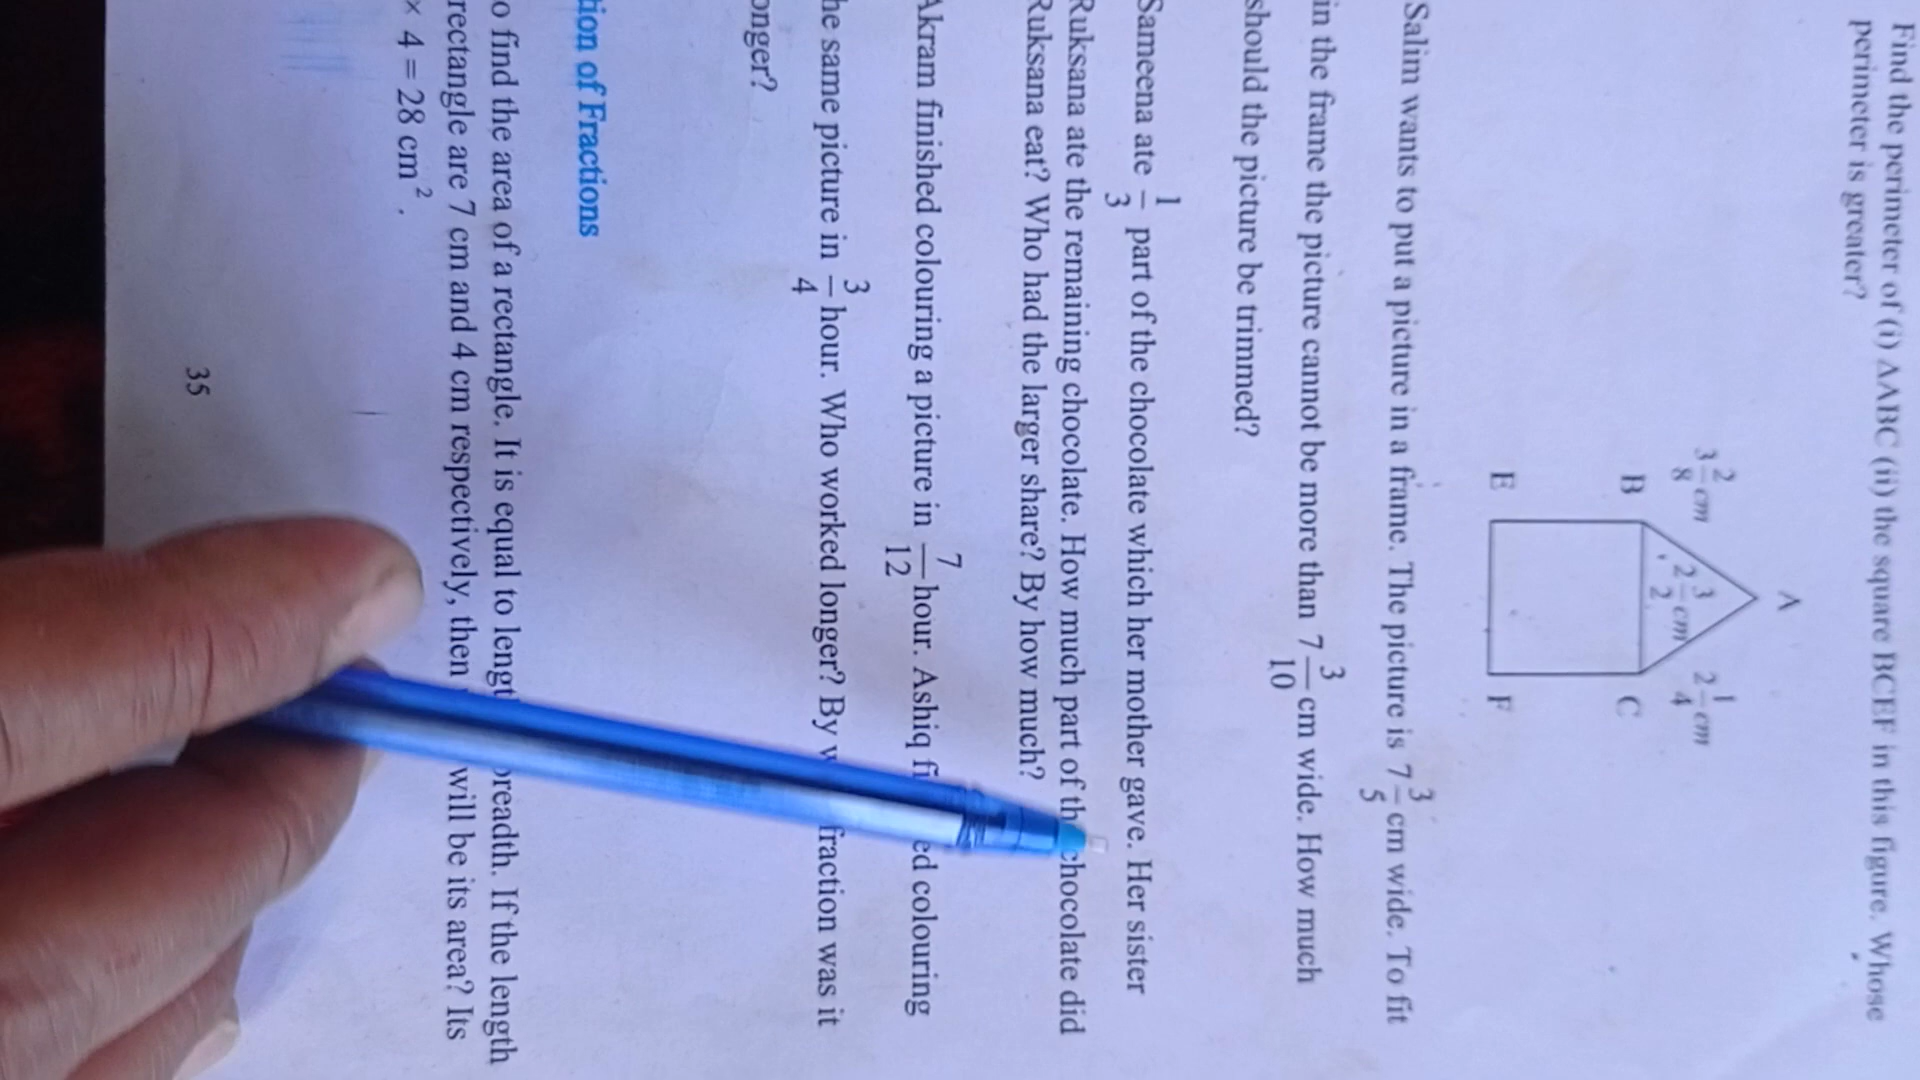 Find the perimeter of (i) ΔABC (ii) the square BCEF in this figure. Whose
perimeter is greater?
A
3 2/8 cm
2 1/4 cm
2 3/2 cm
B
C
E
F
Salim wants to put a picture in a frame. The picture is 7 3/5 cm wide. To fit
in the frame the picture cannot be more than 7 3/10 cm wide. How much
should the picture be trimmed?
Sameena ate 1/3 part of the chocolate which her mother gave. Her sister
Ruksana ate the remaining chocolate. How much part of th chocolate did
Ruksana eat? Who had the larger share? By how much?
Akram finished colouring a picture in 7/12 hour. Ashiq fi ed colouring
he same picture in 3/4 hour. Who worked longer? By w fraction was it
onger?
tion of Fractions
o find the area of a rectangle. It is equal to lengt breadth. If the length
rectangle are 7 cm and 4 cm respectively, then will be its area? Its
× 4 = 28 cm².
35